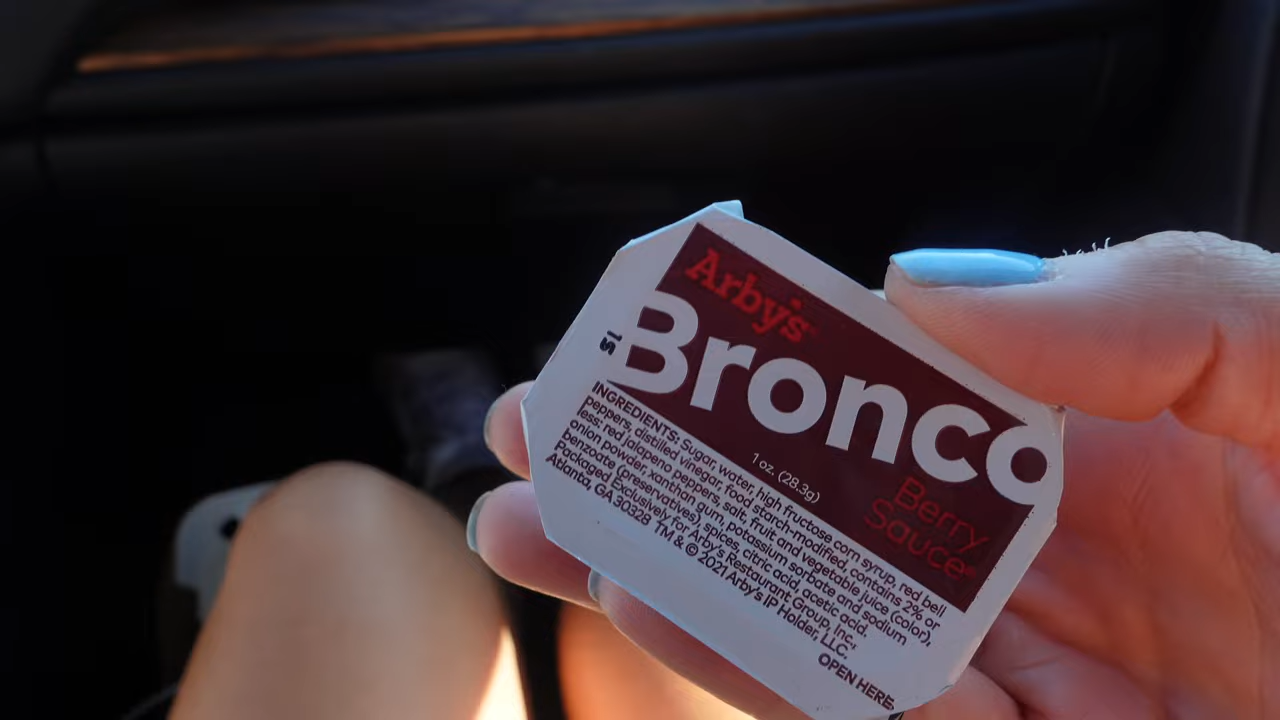 Arby's
Bronco
Berry
Sauce®
1 oz. (28.3g)
INGREDIENTS: Sugar, water, high fructose corn syrup, red bell
peppers, distilled vinegar, food starch-modified, contains 2% or
less: red jalapeno peppers, salt, fruit and vegetable juice (color),
onion powder, xanthan gum, potassium sorbate and sodium
benzoate (preservatives), spices, citric acid, acetic acid.
Packaged Exclusively for Arby's Restaurant Group, Inc.,
Atlanta, GA 30328 TM & © 2021 Arby's IP Holder, LLC.
OPEN HERE